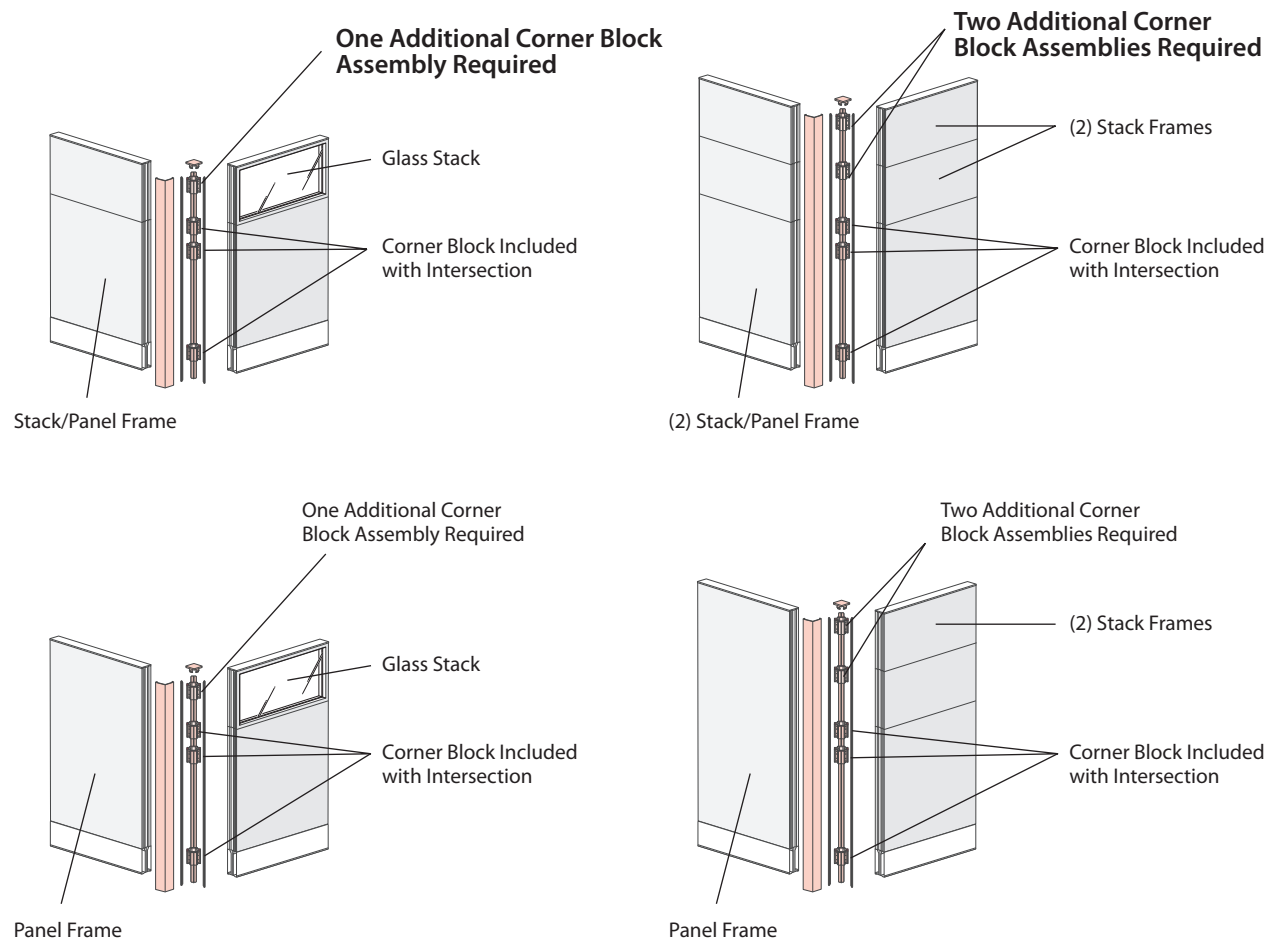 One Additional Corner Block
Assembly Required
Glass Stack
Corner Block Included
with Intersection
Stack/Panel Frame
Two Additional Corner
Block Assemblies Required
(2) Stack Frames
Corner Block Included
with Intersection
(2) Stack/Panel Frame
One Additional Corner
Block Assembly Required
Glass Stack
Corner Block Included
with Intersection
Panel Frame
Two Additional Corner
Block Assemblies Required
(2) Stack Frames
Corner Block Included
with Intersection
Panel Frame